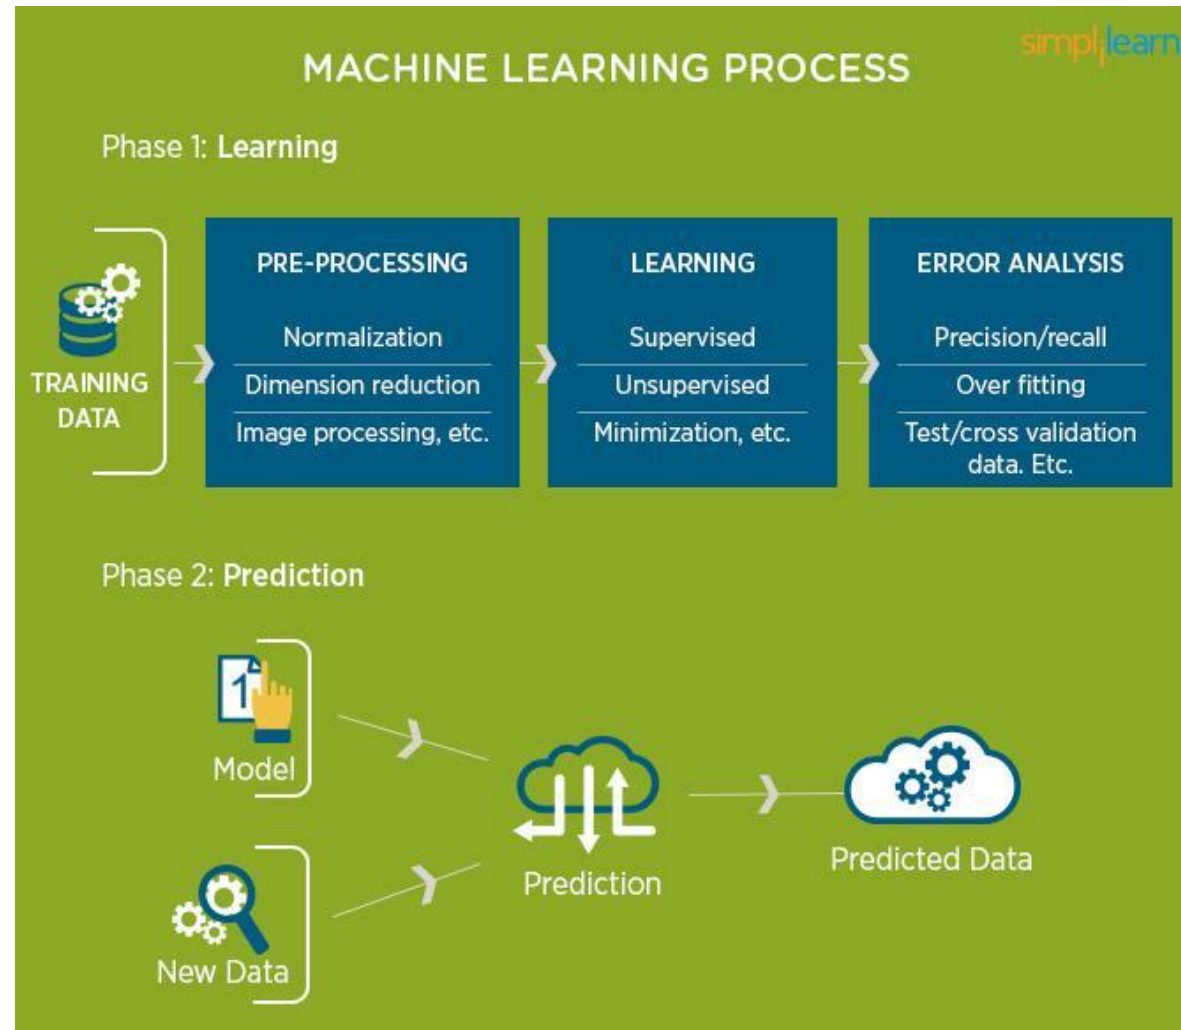 simplilearn
MACHINE LEARNING PROCESS
Phase 1: Learning
TRAINING
DATA
PRE-PROCESSING
Normalization
Dimension reduction
Image processing, etc.
LEARNING
Supervised
Unsupervised
Minimization, etc.
ERROR ANALYSIS
Precision/recall
Over fitting
Test/cross validation
data. Etc.
Phase 2: Prediction
1
Model
New Data
Prediction
Predicted Data